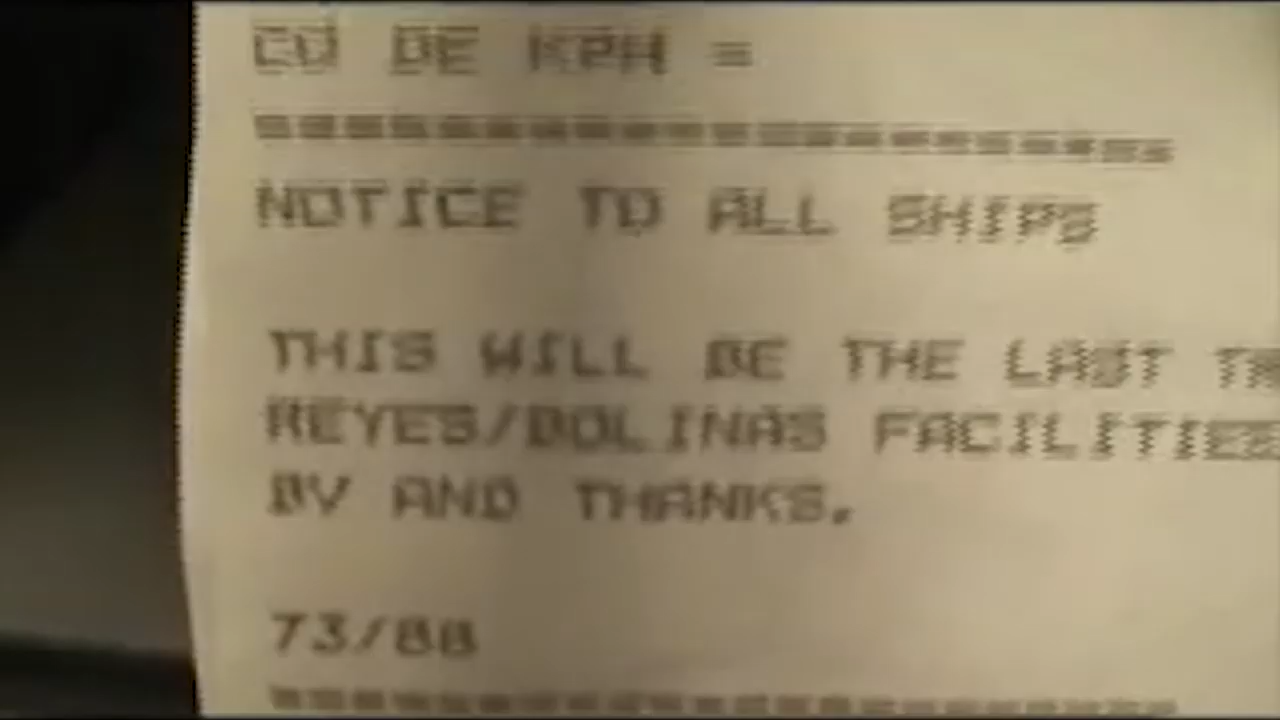 CQ DE KPH =
=======================
NOTICE TO ALL SHIPS
THIS WILL BE THE LAST
REYES/BOLINAS FACILITIES
BY AND THANKS.
73/88
=======================